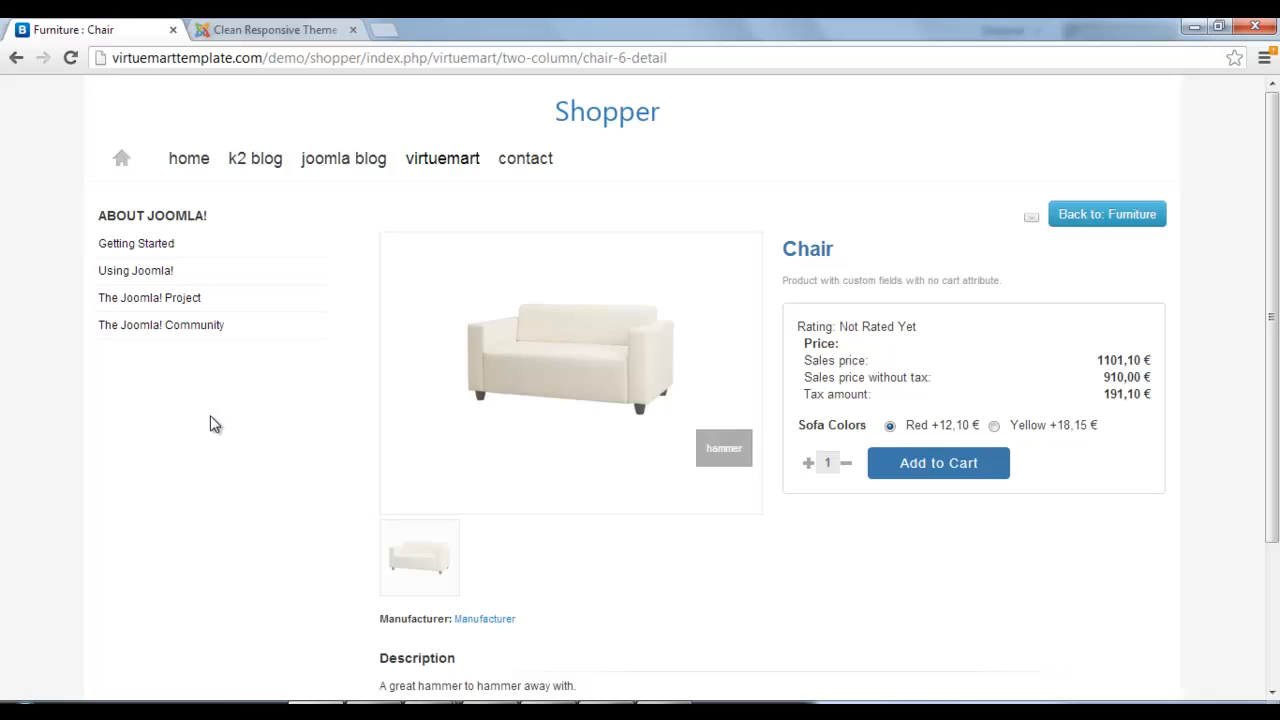 Furniture : Chair
Clean Responsive Theme
virtuemarttemplate.com/demo/shopper/index.php/virtuemart/two-column/chair-6-detail
Shopper
home k2 blog joomla blog virtuemart contact
ABOUT JOOMLA!
Getting Started
Using Joomla!
The Joomla! Project
The Joomla! Community
Back to: Furniture
hammer
Chair
Product with custom fields with no cart attribute.
Rating: Not Rated Yet
Price:
Sales price: 1101,10 €
Sales price without tax: 910,00 €
Tax amount: 191,10 €
Sofa Colors Red +12,10 € Yellow +18,15 €
1 Add to Cart
Manufacturer: Manufacturer
Description
A great hammer to hammer away with.